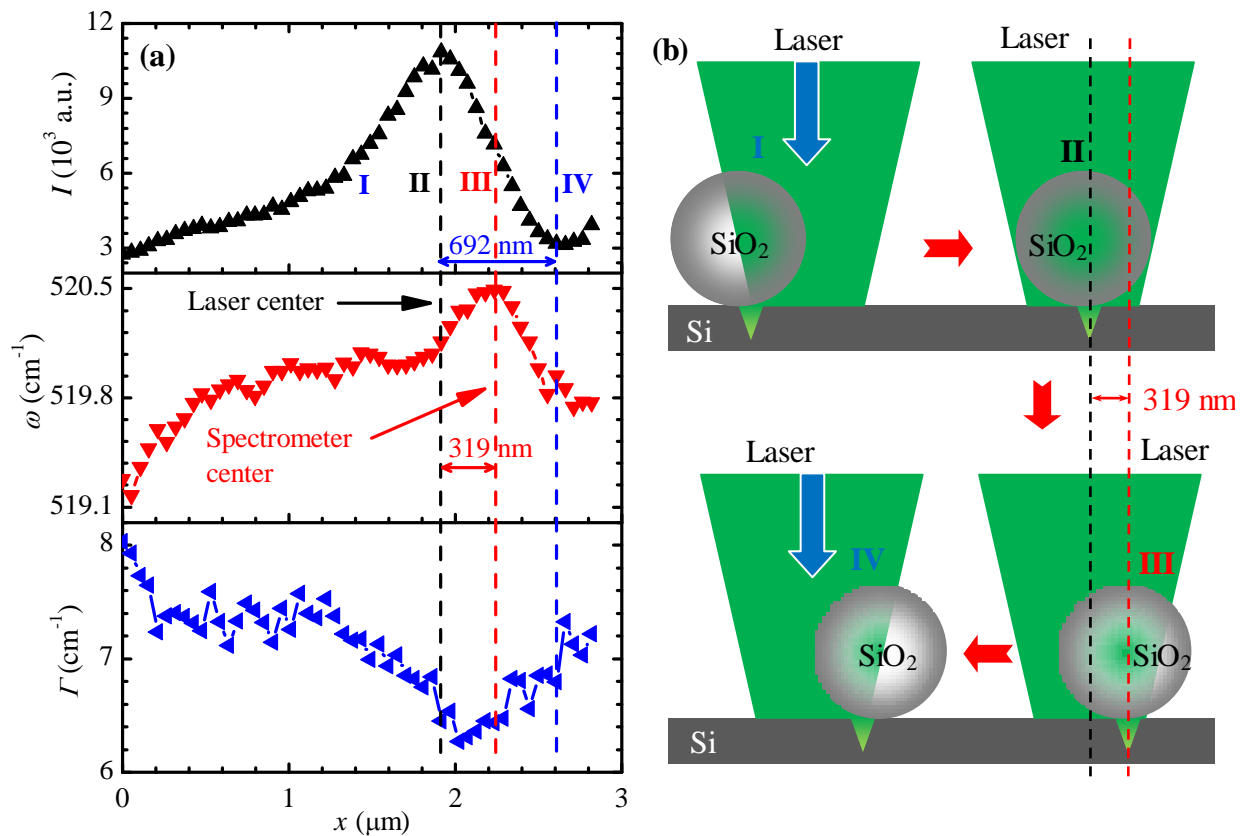 (a)
I (10³ a.u.)
12
9
6
3
I
II
III
IV
692 nm
ω (cm⁻¹)
520.5
519.8
519.1
Laser center
Spectrometer
center
319 nm
Γ (cm⁻¹)
8
7
6
0
1
2
3
x (μm)
(b)
Laser
I
SiO₂
Si
Laser
II
SiO₂
319 nm
Laser
IV
SiO₂
Si
Laser
III
SiO₂